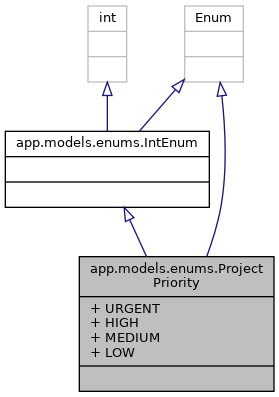 int
Enum
app.models.enums.IntEnum
app.models.enums.Project
Priority
+ URGENT
+ HIGH
+ MEDIUM
+ LOW